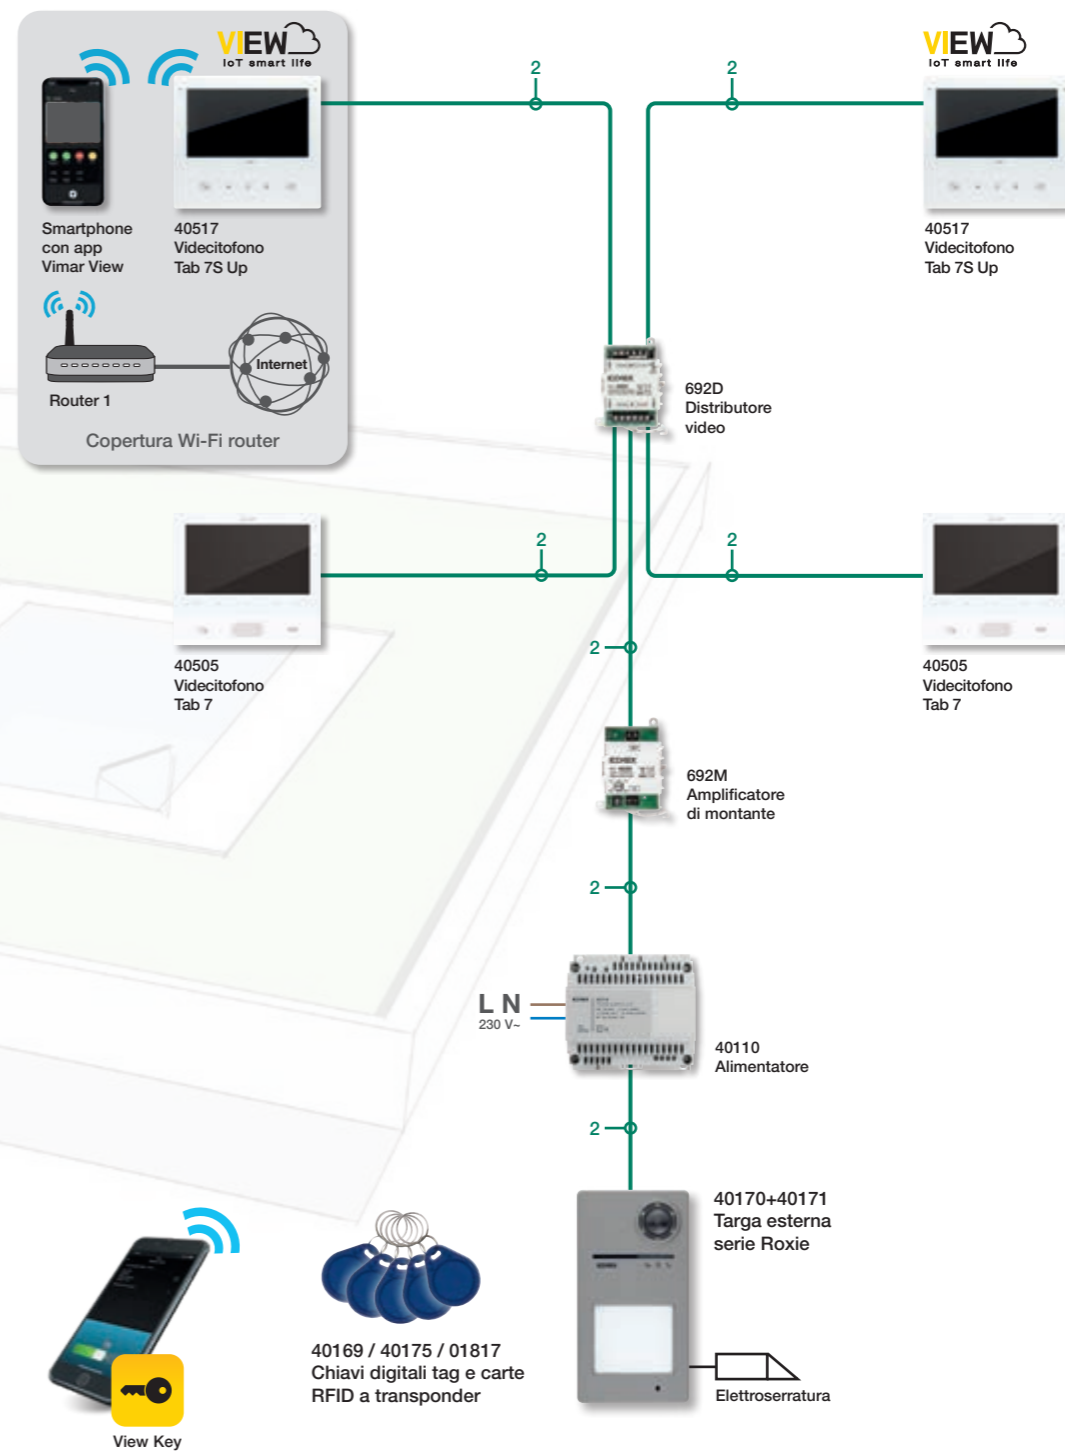 VIEW
IoT smart life
VIEW
IoT smart life
2
2
Smartphone
con app
Vimar View
40517
Videcitofono
Tab 7S Up
40517
Videcitofono
Tab 7S Up
Internet
Router 1
Copertura Wi-Fi router
692D
Distributore
video
2
2
40505
Videcitofono
Tab 7
40505
Videcitofono
Tab 7
2
692M
Amplificatore
di montante
2
L N
230 V~
40110
Alimentatore
2
40170+40171
Targa esterna
serie Roxie
40169 / 40175 / 01817
Chiavi digitali tag e carte
RFID a transponder
Elettroserratura
View Key